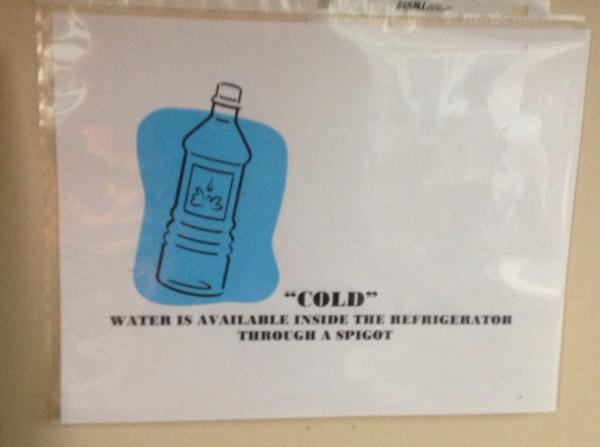 “COLD”
WATER IS AVAILABLE INSIDE THE REFRIGERATOR
THROUGH A SPIGOT